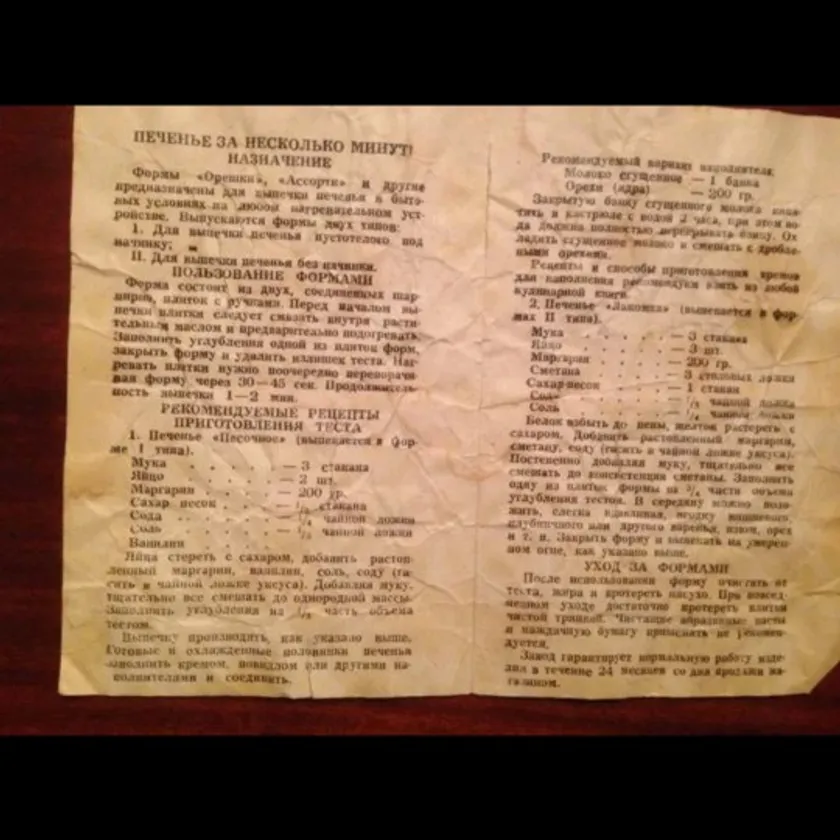 ПЕЧЕНЬЕ ЗА НЕСКОЛЬКО МИНУТ!
НАЗНАЧЕНИЕ
Формы «Орешки», «Ассорти» и другие
предназначены для выпечки печенья в быто-
вых условиях на любом нагревательном уст-
ройстве. Выпускаются формы двух типов:
I. Для выпечки печенья пустотелого под
начинку;
II. Для выпечки печенья без начинки.
ПОЛЬЗОВАНИЕ ФОРМАМИ
Форма состоит из двух, соединенных шар-
нирно, плиток с ручками. Перед началом вы-
печки плитки следует смазать внутри расти-
тельным маслом и предварительно подогревать.
Заполнить углубления одной из плиток форм,
закрыть форму и удалить излишек теста. Наг-
ревать плитки нужно поочередно переворачи-
вая форму через 30—45 сек. Продолжитель-
ность выпечки 1—2 мин.
РЕКОМЕНДУЕМЫЕ РЕЦЕПТЫ
ПРИГОТОВЛЕНИЯ ТЕСТА
1. Печенье «Песочное» (выпекается в фор-
ме I типа).
Мука . . . . . — 3 стакана
Яйцо . . . . . — 2 шт.
Маргарин . . . . — 200 гр.
Сахар песок . . . — 1/2 стакана
Сода . . . . . чайной ложки
Соль . . . . . чайной ложки
Ванилин
Яйца стереть с сахаром, добавить растоп-
ленный маргарин, ванилин, соль, соду (га-
сить в чайной ложке уксуса). Добавляя муку,
тщательно все смешать до однородной массы.
Заполнить углубления на часть объема
тестом.
Выпечку производить, как указано выше.
Готовые и охлажденные половинки печенья
заполнить кремом, повидлом или другими на-
полнителями и соединить.
Рекомендуемый вариант наполнителя:
Молоко сгущенное — 1 банка
Орехи (ядра) — 200 гр.
Закрытую банку сгущенного молока кипя-
тить в кастрюле с водой 2 часа, при этом во-
да должна полностью перекрывать банку. Ох-
ладить сгущенное молоко и смешать с дробле-
ными орехами.
Рецепты и способы приготовления кремов
для наполнения рекомендуем взять из любой
кулинарной книги.
2. Печенье «Лакомка» (выпекается в фор-
мах II типа).
Мука . . . . . — 3 стакана
Яйцо . . . . . — 3 шт.
Маргарин . . . . — 200 гр.
Сметана . . . . — 3 столовых ложки
Сахар песок . . . — 1 стакан
Сода . . . . . чайной ложки
Соль . . . . . чайной ложки
Белок взбить до пены, желток растереть с
сахаром. Добавить растопленный маргарин,
сметану, соду (гасить в чайной ложке уксуса).
Постепенно добавляя муку, тщательно все
смешать до консистенции сметаны. Заполнить
одну из плиток формы на 3/4 части объема
углубления тестом. В середину можно поло-
жить, слегка вдавливая, ягодку вишневого,
клубничного или другого варенья, изюм, орех
и т. п. Закрыть форму и выпекать на умерен-
ном огне, как указано выше.
УХОД ЗА ФОРМАМИ
После использования форму очистить от
теста, жира и протереть насухо. При повсед-
невном уходе достаточно протереть плитки
чистой тряпкой. Чистящие абразивные пасты
и наждачную бумагу применять не рекомен-
дуется.
Завод гарантирует нормальную работу изде-
лия в течение 24 месяцев со дня продажи ма-
газином.